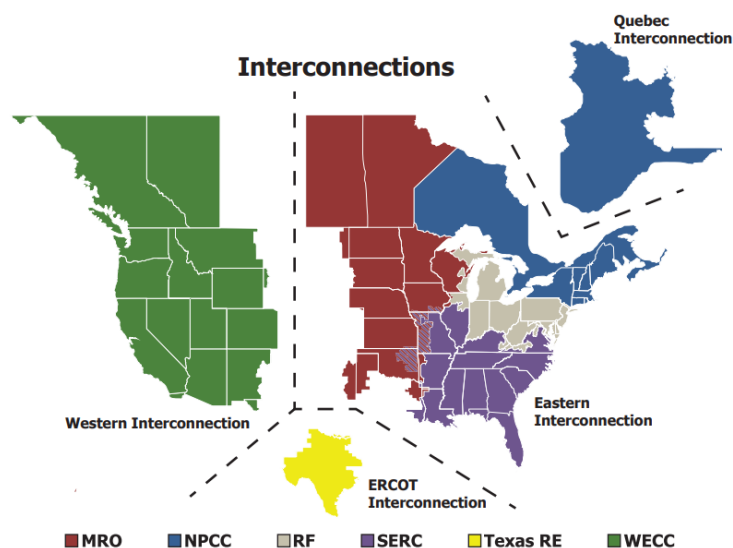 Quebec
Interconnection
Interconnections
Western Interconnection
Eastern
Interconnection
ERCOT
Interconnection
MRO
NPCC
RF
SERC
Texas RE
WECC